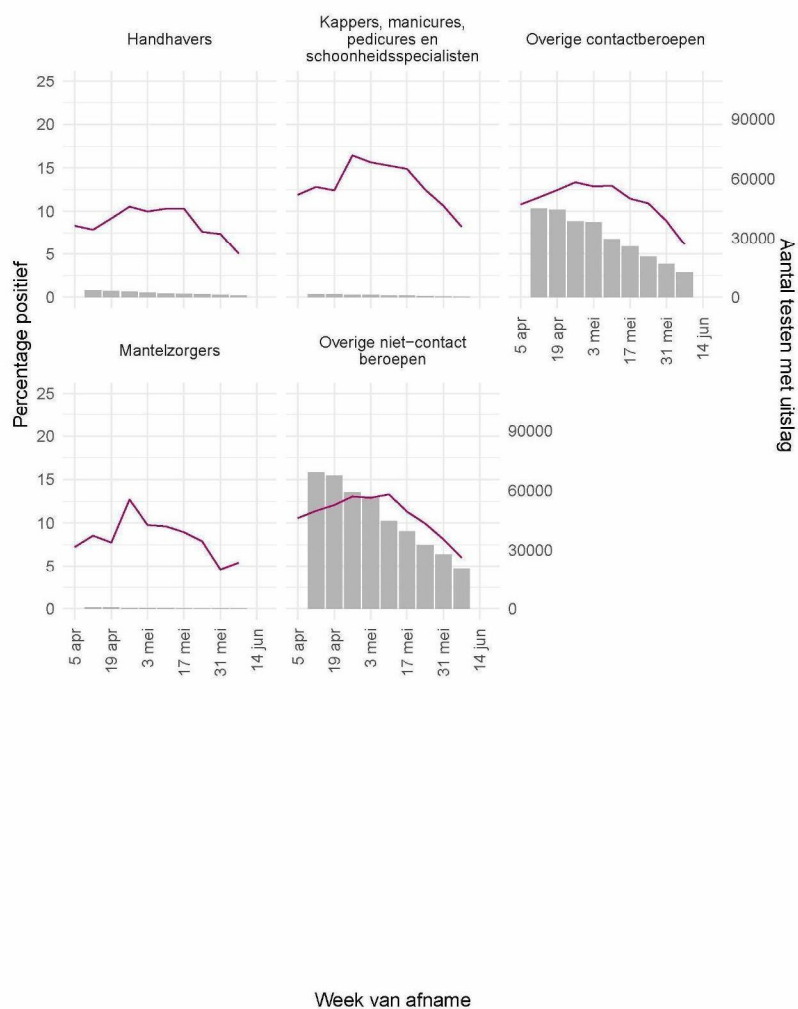 Handhavers
Kappers, manicures,
pedicures en
schoonheidsspecialisten
Overige contactberoepen
25
20
15
10
5
0
90000
60000
30000
0
5 apr
19 apr
3 mei
17 mei
31 mei
14 jun
Percentage positief
Aantal testen met uitslag
Mantelzorgers
Overige niet−contact
beroepen
25
20
15
10
5
0
90000
60000
30000
0
5 apr
19 apr
3 mei
17 mei
31 mei
14 jun
5 apr
19 apr
3 mei
17 mei
31 mei
14 jun
Week van afname